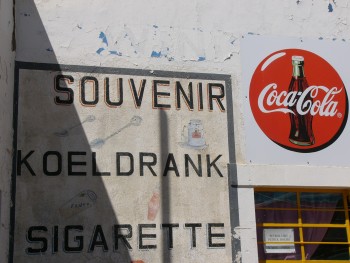 SOUVENIR
KOELDRANK
SIGARETTE
Coca-Cola